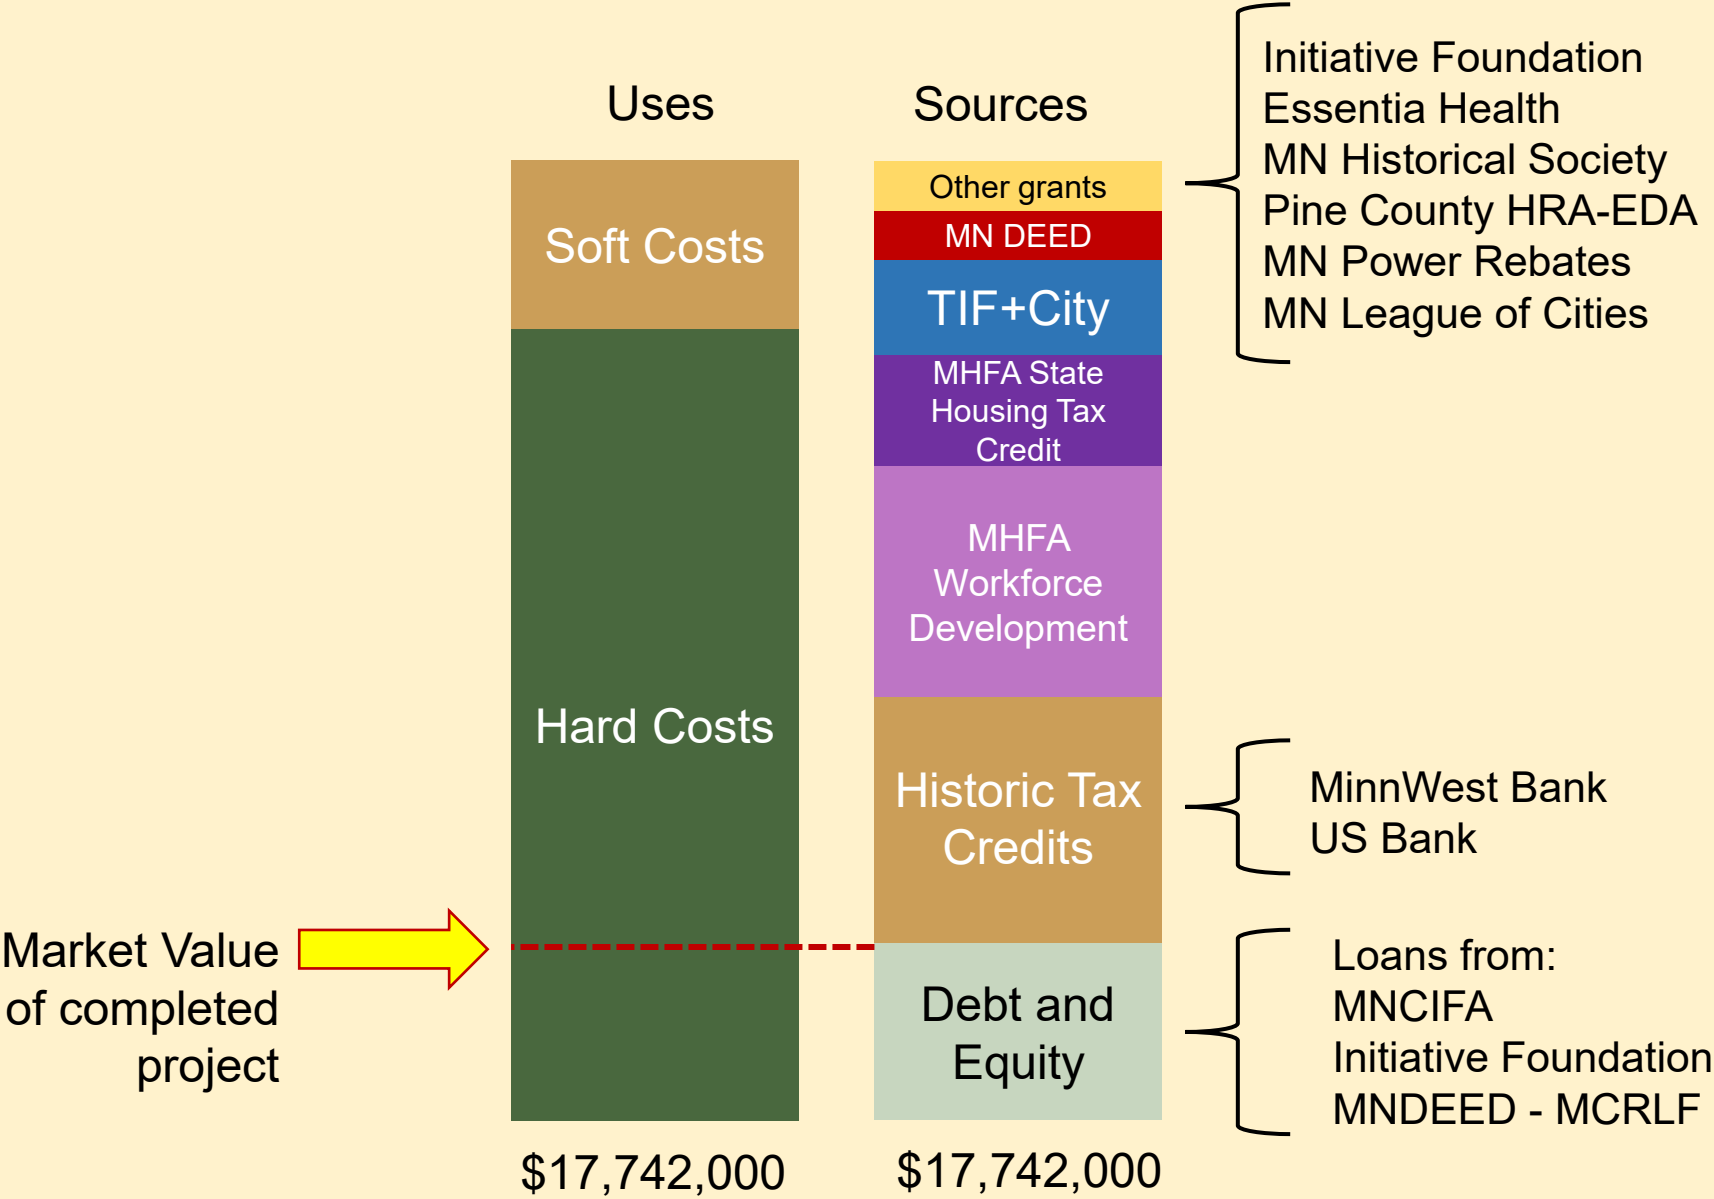 Uses
Sources
Soft Costs
Hard Costs
$17,742,000
Other grants
MN DEED
TIF+City
MHFA State
Housing Tax
Credit
MHFA
Workforce
Development
Historic Tax
Credits
Debt and
Equity
$17,742,000
Initiative Foundation
Essentia Health
MN Historical Society
Pine County HRA-EDA
MN Power Rebates
MN League of Cities
MinnWest Bank
US Bank
Loans from:
MNCIFA
Initiative Foundation
MNDEED - MCRLF
Market Value
of completed
project